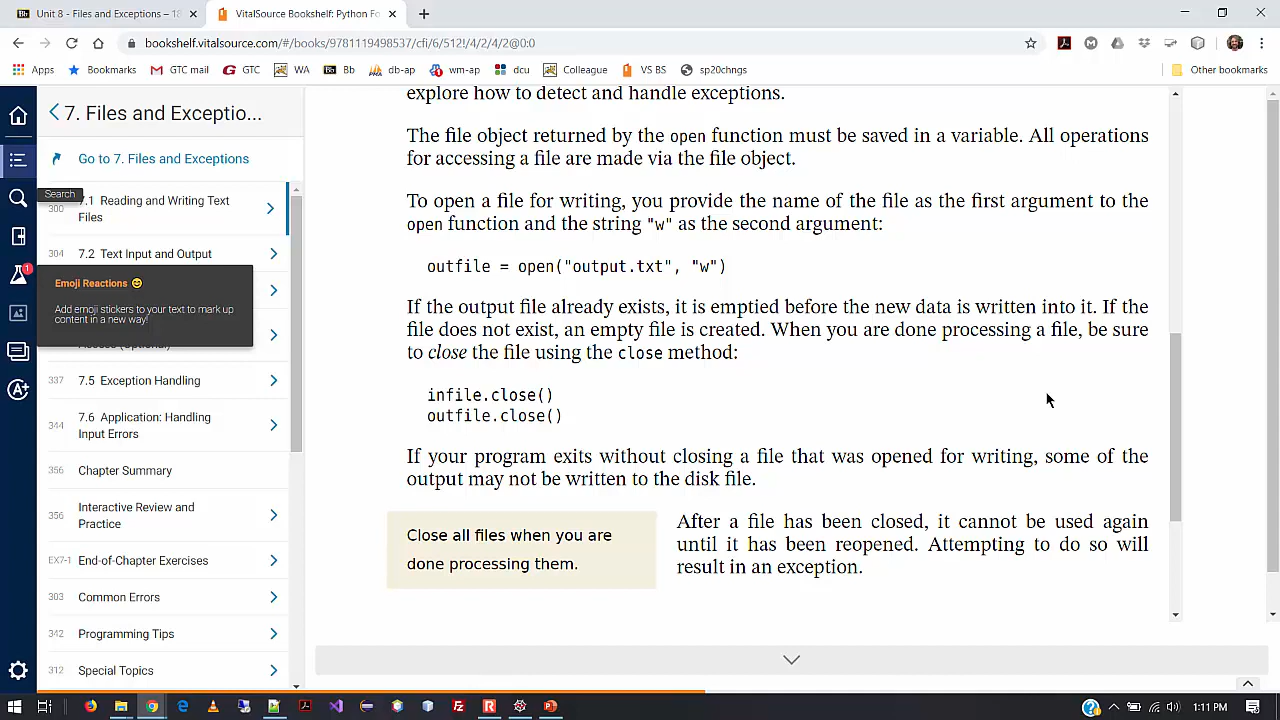 Unit 8 - Files and Exceptions – 18
VitalSource Bookshelf: Python Fo
bookshelf.vitalsource.com/#/books/9781119498537/cfi/6/512!/4/2/4/2@0:0
Apps
Bookmarks
GTC mail
GTC
WA
Bb
db-ap
wm-ap
dcu
Colleague
VS BS
sp20chngs
Other bookmarks
7. Files and Exceptio...
Go to 7. Files and Exceptions
Search
300
7.1 Reading and Writing Text
Files
304
7.2 Text Input and Output
Emoji Reactions
Add emoji stickers to your text to mark up
content in a new way!
Access (Optional)
337
7.5 Exception Handling
344
7.6 Application: Handling
Input Errors
356
Chapter Summary
356
Interactive Review and
Practice
EX7-1
End-of-Chapter Exercises
303
Common Errors
342
Programming Tips
312
Special Topics
explore how to detect and handle exceptions.
The file object returned by the open function must be saved in a variable. All operations
for accessing a file are made via the file object.
To open a file for writing, you provide the name of the file as the first argument to the
open function and the string "w" as the second argument:
outfile = open("output.txt", "w")
If the output file already exists, it is emptied before the new data is written into it. If the
file does not exist, an empty file is created. When you are done processing a file, be sure
to close the file using the close method:
infile.close()
outfile.close()
If your program exits without closing a file that was opened for writing, some of the
output may not be written to the disk file.
Close all files when you are
done processing them.
After a file has been closed, it cannot be used again
until it has been reopened. Attempting to do so will
result in an exception.
1
A+
1:11 PM